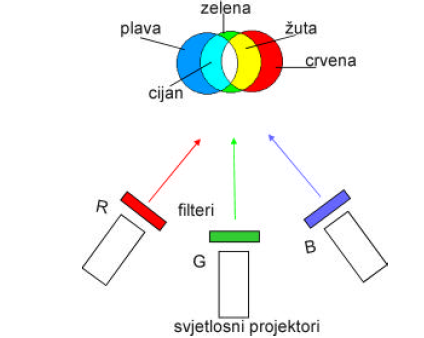 zelena
plava
žuta
crvena
cijan
R
filteri
G
B
svjetlosni projektori